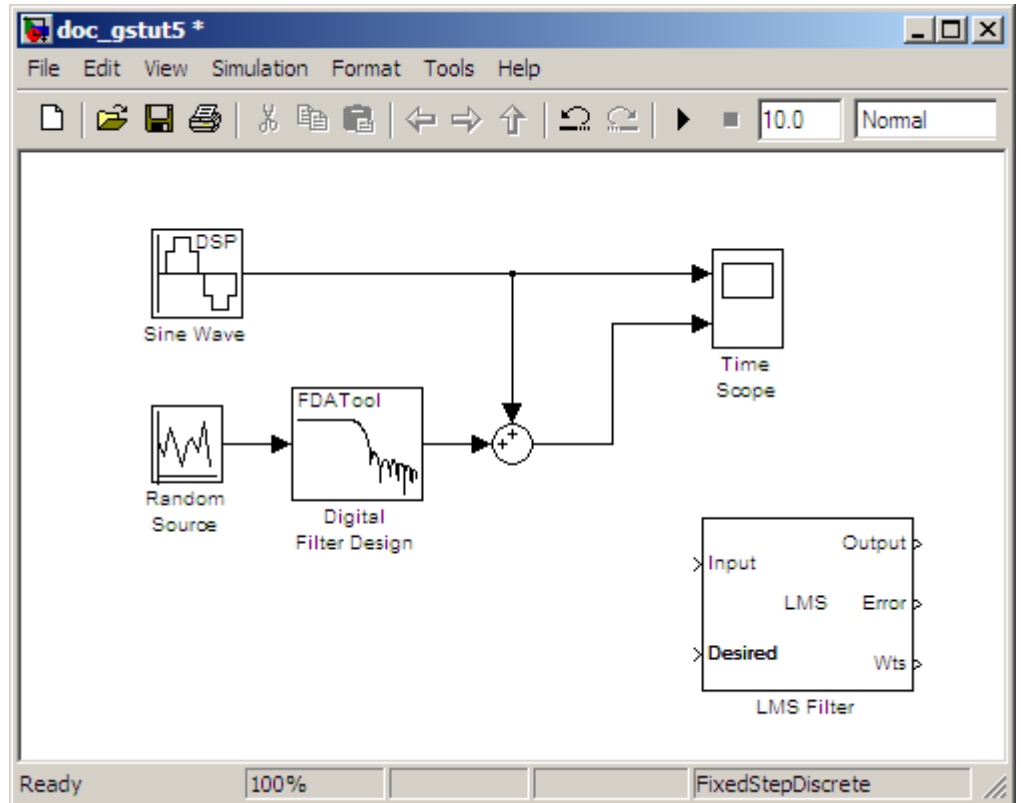 doc_gstut5 *
File Edit View Simulation Format Tools Help
10.0 Normal
DSP
Sine Wave
Time
Scope
FDATool
Random
Source
Digital
Filter Design
+
+
Input
Output
LMS
Error
Desired
Wts
LMS Filter
Ready 100% FixedStepDiscrete